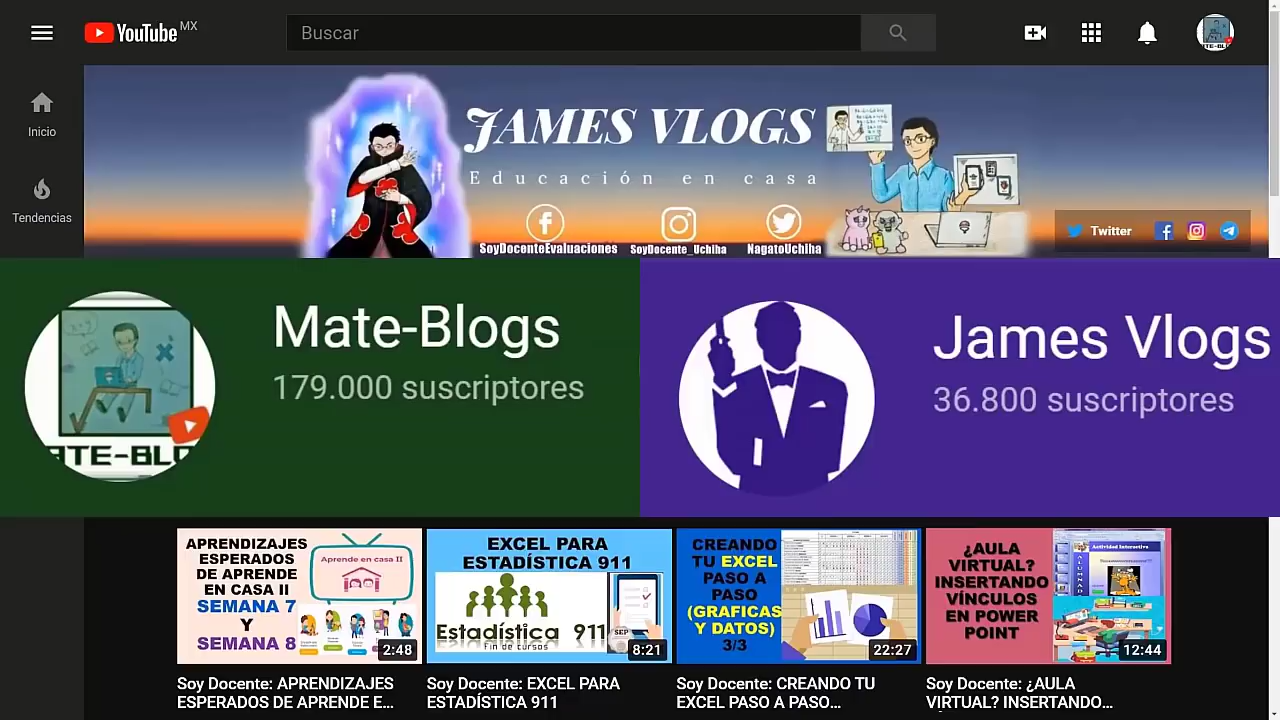 YouTube MX
Buscar
Inicio
Tendencias
JAMES VLOGS
Educación en casa
SoyDocenteEvaluaciones
SoyDocente_Uchiha
NagatoUchiha
Twitter
Mate-Blogs
179.000 suscriptores
ATE-BLO
James Vlogs
36.800 suscriptores
APRENDIZAJES
ESPERADOS
DE APRENDE
EN CASA II
SEMANA 7
Y
SEMANA 8
Aprende en casa II
2:48
EXCEL PARA
ESTADÍSTICA 911
Estadística 911
Fin de cursos
SEP
8:21
CREANDO
TU EXCEL
PASO A
PASO
(GRAFICAS
Y DATOS)
3/3
22:27
¿AULA
VIRTUAL?
INSERTANDO
VÍNCULOS
EN POWER
POINT
Actividad Interactiva
12:44
Soy Docente: APRENDIZAJES
ESPERADOS DE APRENDE E...
Soy Docente: EXCEL PARA
ESTADÍSTICA 911
Soy Docente: CREANDO TU
EXCEL PASO A PASO...
Soy Docente: ¿AULA
VIRTUAL? INSERTANDO...